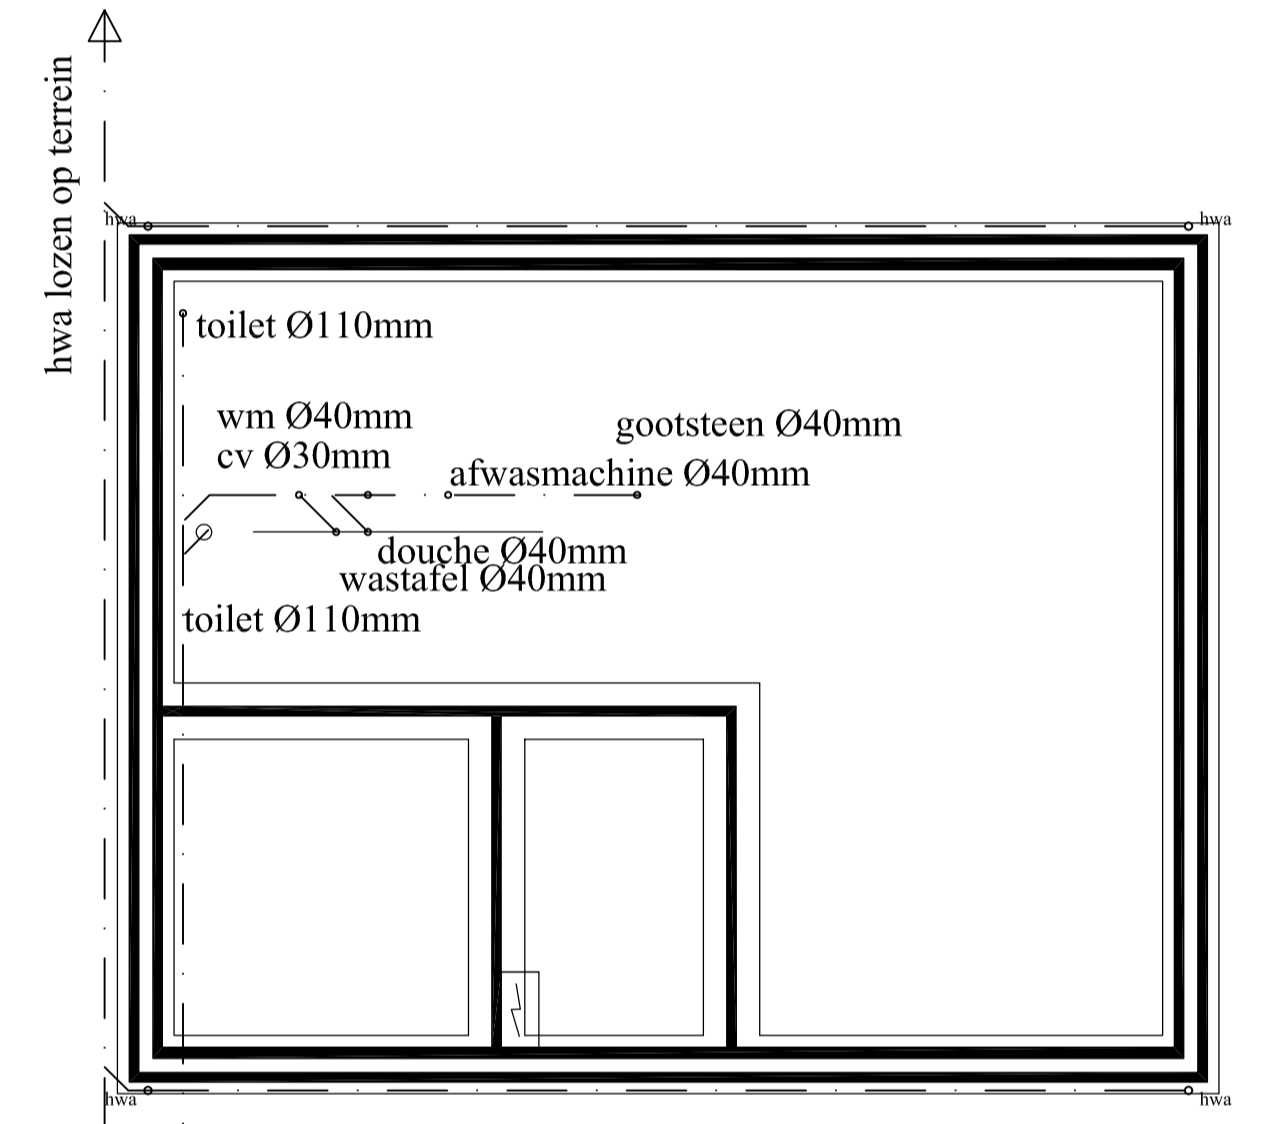 hwa lozen op terrein
hwa
hwa
toilet Ø110mm
wm Ø40mm
gootsteen Ø40mm
cv Ø30mm
afwasmachine Ø40mm
douche Ø40mm
wastafel Ø40mm
toilet Ø110mm
hwa
hwa